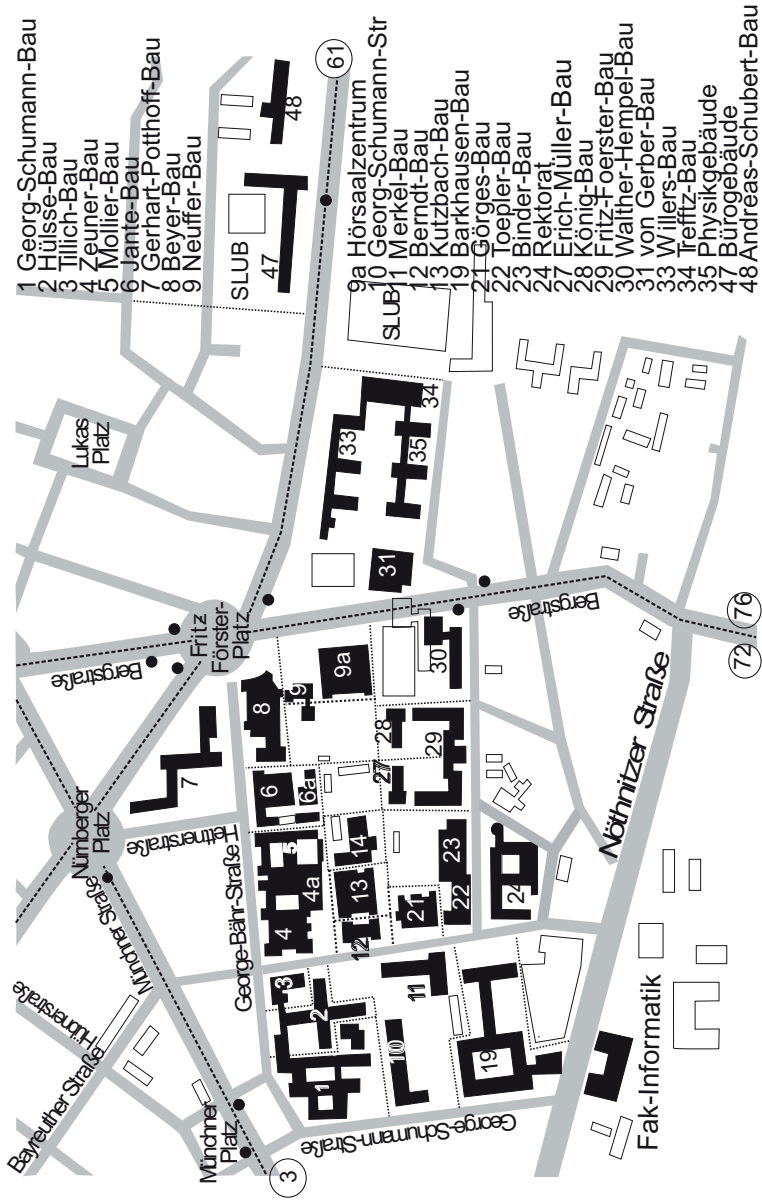 1 Georg-Schumann-Bau
2 Hülsse-Bau
3 Tillich-Bau
4 Zeuner-Bau
5 Mollier-Bau
6 Jante-Bau
7 Gerhart-Potthoff-Bau
8 Beyer-Bau
9 Neuffer-Bau
9a Hörsaalzentrum
10 Georg-Schumann-Str
11 Merkel-Bau
12 Berndt-Bau
13 Kutzbach-Bau
19 Barkhausen-Bau
21 Görges-Bau
22 Toepler-Bau
23 Binder-Bau
24 Rektorat
27 Erich-Müller-Bau
28 König-Bau
29 Fritz-Foerster-Bau
30 Walther-Hempel-Bau
31 von Gerber-Bau
33 Willers-Bau
34 Trefftz-Bau
35 Physikgebäude
47 Bürogebäude
48 Andreas-Schubert-Bau
61
48
SLUB
47
SLUB
Lukas
Platz
33
34
35
31
Fritz
Förster-
Platz
Bergstraße
Bergstraße
76
72
Nöthnitzer Straße
9a
9
8
30
28
29
27
7
6
6a
Nürnberger
Platz
Hettnerstraße
George-Bähr-Straße
5
4a
4
14
13
12
23
22
21
24
Münchner Straße
Hübnerstraße
Bayreuther Straße
Münchner
Platz
3
3
2
1
11
10
19
George-Schumann-Straße
Fak-Informatik